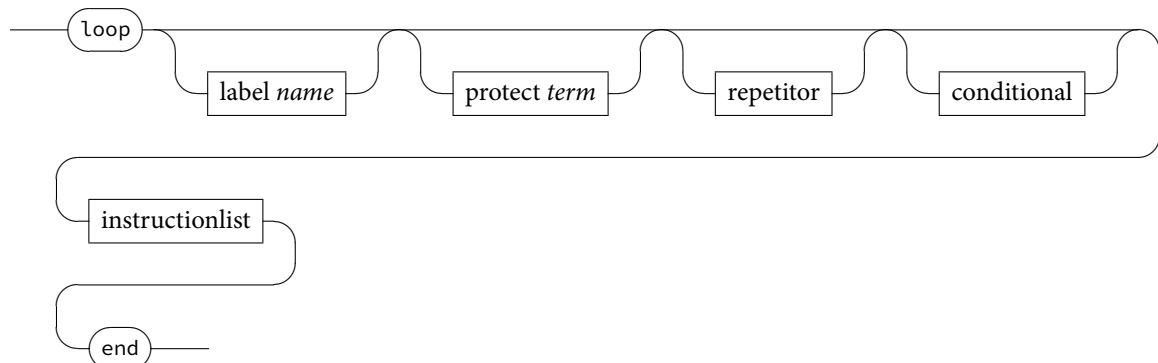 loop
label name protect term repetitor conditional
instructionlist
end